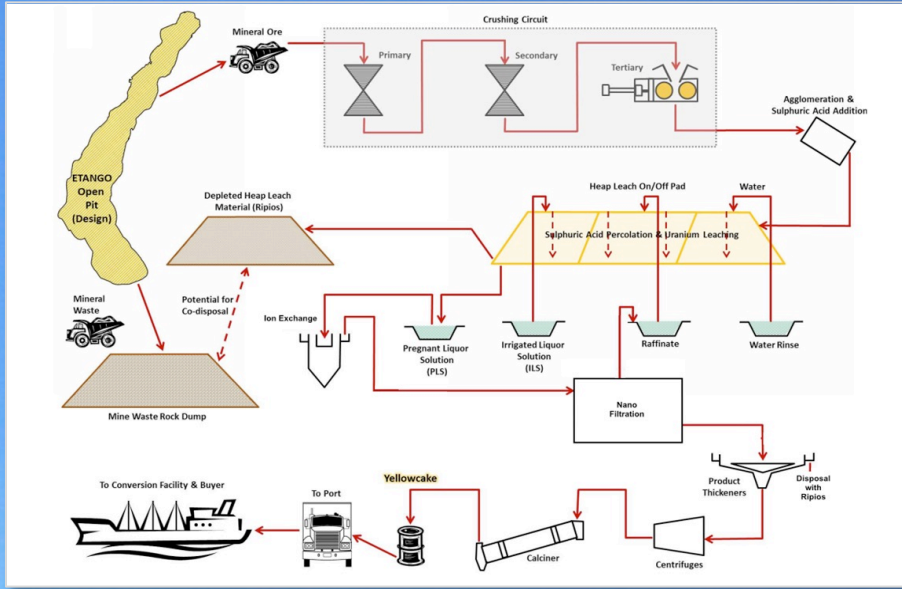 Crushing Circuit
Mineral Ore
Primary
Secondary
Tertiary
Agglomeration &
Sulphuric Acid Addition
ETANGO
Open
Pit
(Design)
Depleted Heap Leach
Material (Ripios)
Heap Leach On/Off Pad
Water
Sulphuric Acid Percolation & Uranium Leaching
Mineral
Waste
Potential for
Co-disposal
Ion Exchange
Pregnant Liquor
Solution
(PLS)
Irrigated Liquor
Solution
(ILS)
Raffinate
Water Rinse
Mine Waste Rock Dump
Nano
Filtration
Product
Thickeners
Disposal
with
Ripios
Yellowcake
To Conversion Facility & Buyer
To Port
Calciner
Centrifuges